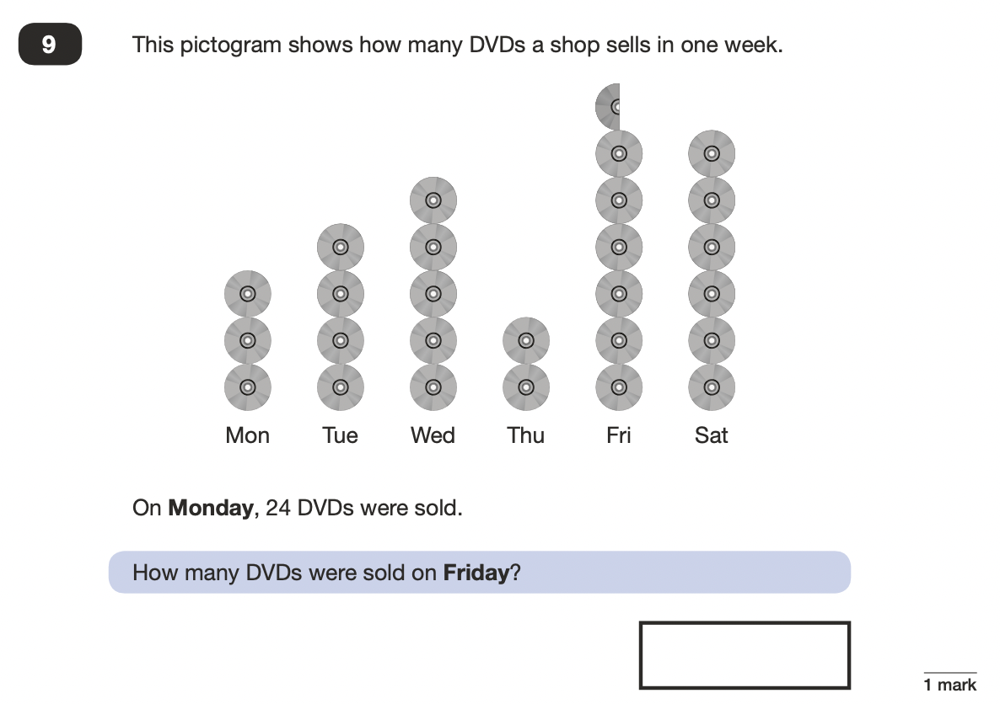 9
This pictogram shows how many DVDs a shop sells in one week.
Mon Tue Wed Thu Fri Sat
On Monday, 24 DVDs were sold.
How many DVDs were sold on Friday?
1 mark